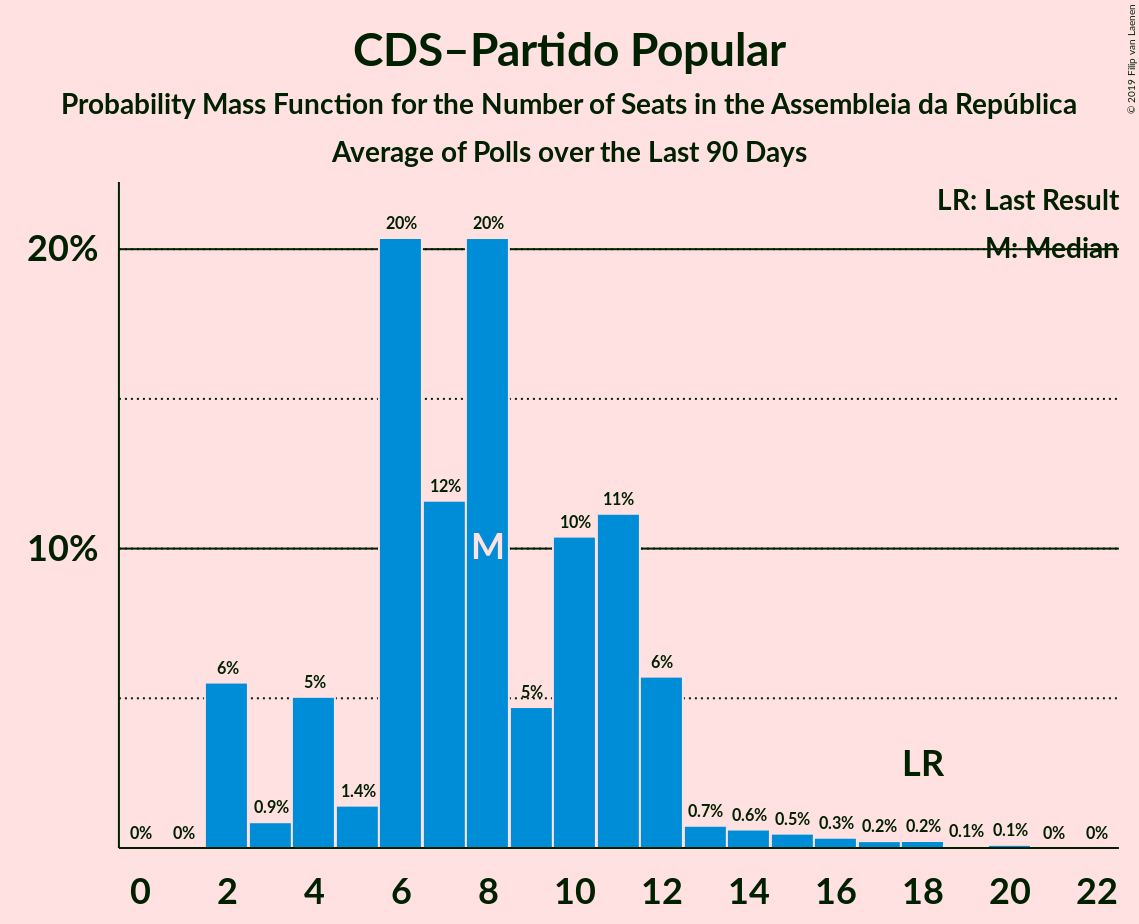 CDS–Partido Popular
Probability Mass Function for the Number of Seats in the Assembleia da República
Average of Polls over the Last 90 Days
© 2019 Filip van Laenen
LR: Last Result
M: Median
20%
10%
0% 0% 6% 0.9% 5% 1.4% 20% 12% 20% 5% 10% 11% 6% 0.7% 0.6% 0.5% 0.3% 0.2% 0.2% 0.1% 0.1% 0% 0%
M
LR
0 2 4 6 8 10 12 14 16 18 20 22